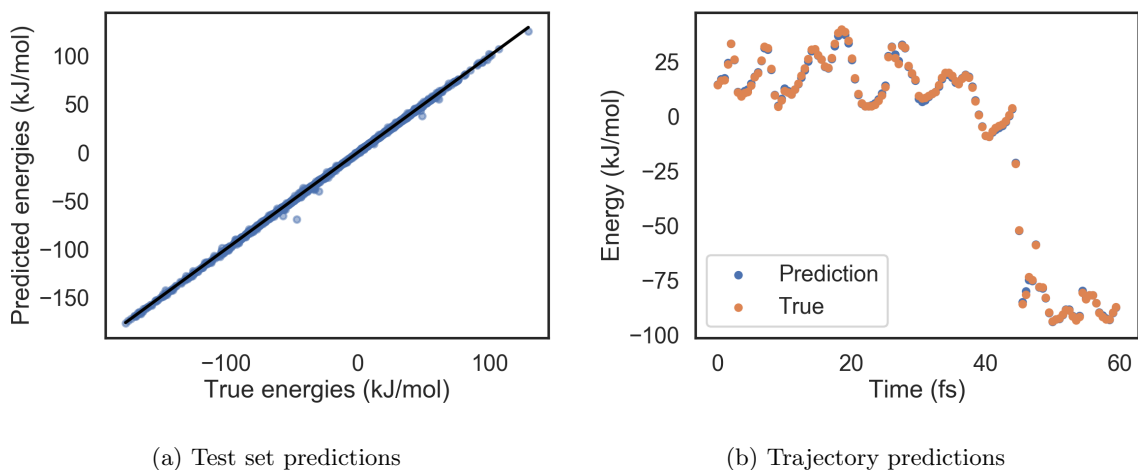 100
50
0
−50
−100
−150
Predicted energies (kJ/mol)
−100
0
100
True energies (kJ/mol)
(a) Test set predictions
25
0
−25
−50
−75
−100
Energy (kJ/mol)
Prediction
True
0
20
40
60
Time (fs)
(b) Trajectory predictions